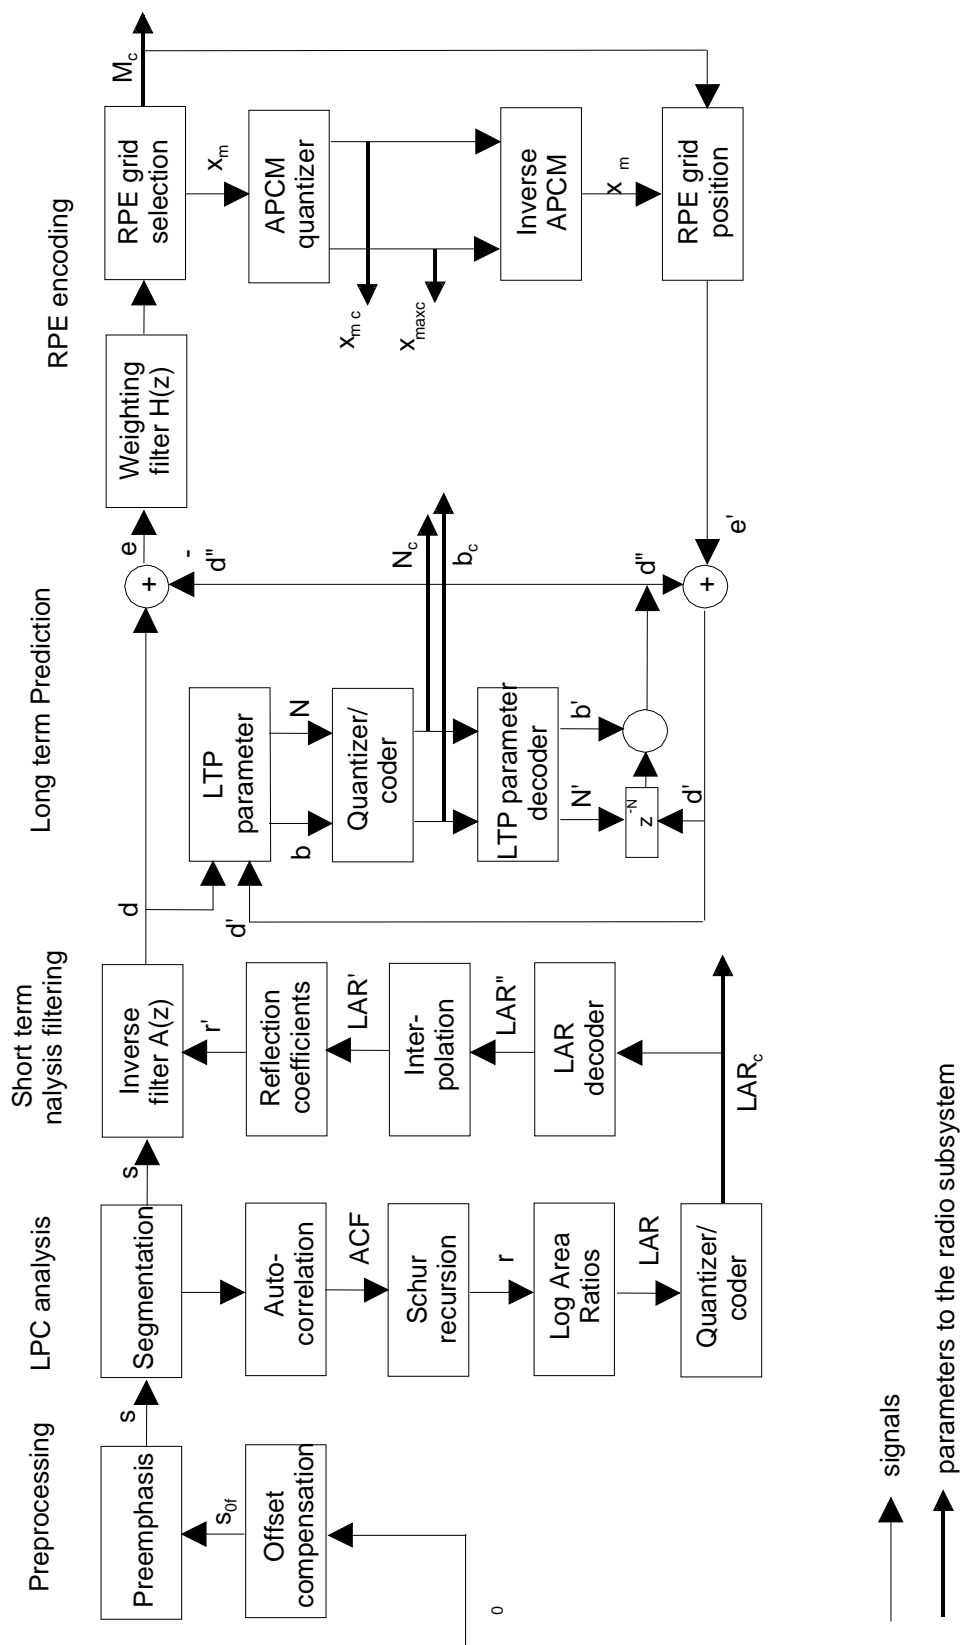 Preprocessing
LPC analysis
Short term
nalysis filtering
Long term Prediction
RPE encoding
Preemphasis
s
Segmentation
s
Inverse
filter A(z)
d
+
e
-
d"
Weighting
filter H(z)
RPE grid
selection
Mc
s0f
Offset
compensation
0
Auto-
correlation
ACF
Schur
recursion
r
Log Area
Ratios
LAR
Quantizer/
coder
LARc
r'
Reflection
coefficients
LAR'
Inter-
polation
LAR"
LAR
decoder
d'
LTP
parameter
b
N
Quantizer/
coder
Nc
bc
LTP parameter
decoder
N'
b'
z-N
d'
d"
+
e'
xm
APCM
quantizer
xm c
xmaxc
Inverse
APCM
x m
RPE grid
position
signals
parameters to the radio subsystem